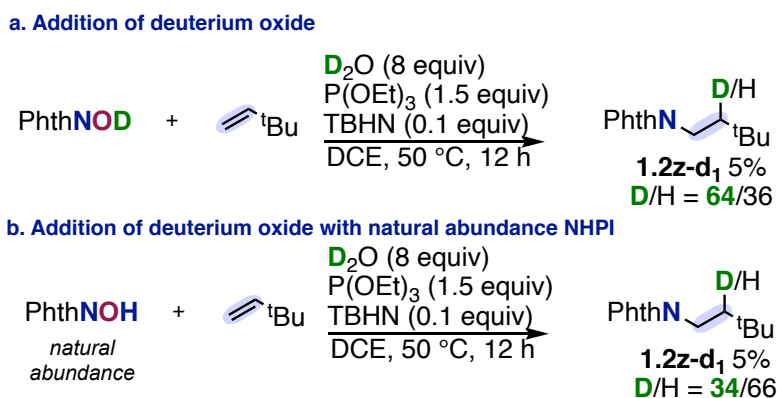 a. Addition of deuterium oxide
D₂O (8 equiv)
P(OEt)₃ (1.5 equiv)
PhthNOD + ᵗBu TBHN (0.1 equiv)
DCE, 50 °C, 12 h
D/H
PhthN ᵗBu
1.2z-d₁ 5%
D/H = 64/36
b. Addition of deuterium oxide with natural abundance NHPI
D₂O (8 equiv)
P(OEt)₃ (1.5 equiv)
PhthNOH + ᵗBu TBHN (0.1 equiv)
natural
abundance
DCE, 50 °C, 12 h
D/H
PhthN ᵗBu
1.2z-d₁ 5%
D/H = 34/66